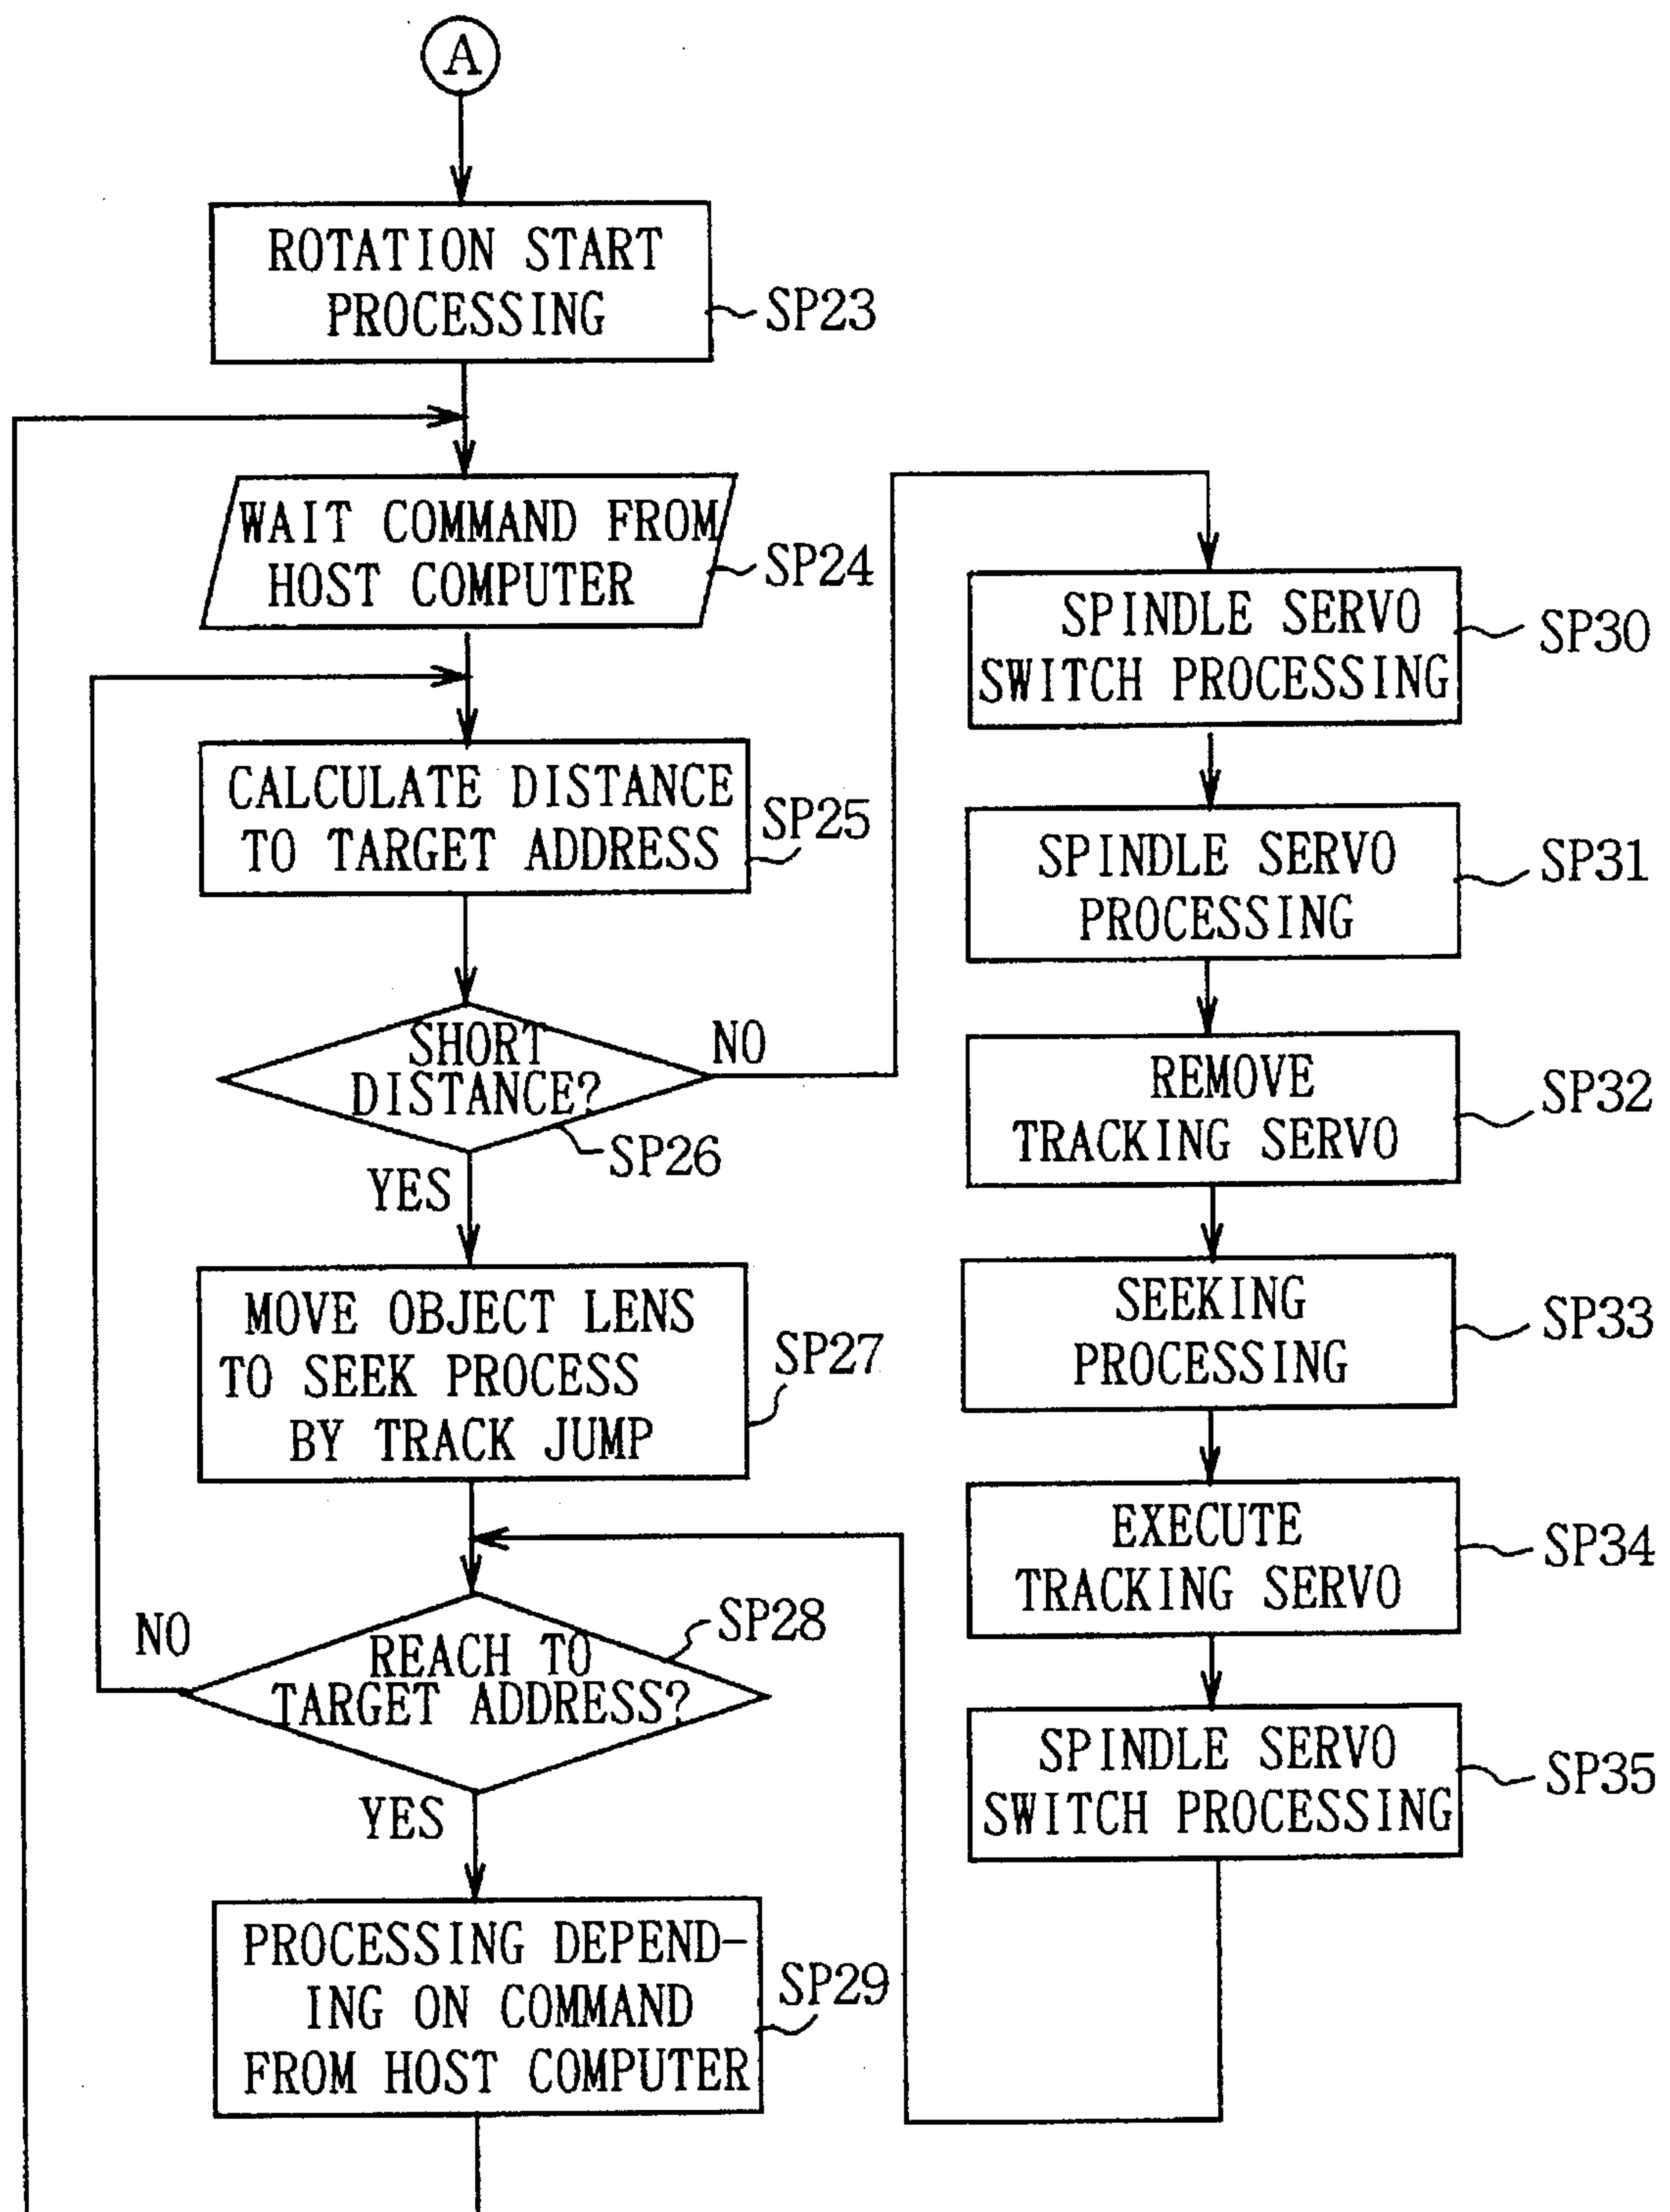 A
ROTATION START
PROCESSING
SP23
WAIT COMMAND FROM
HOST COMPUTER
SP24
CALCULATE DISTANCE
TO TARGET ADDRESS
SP25
SHORT
DISTANCE?
NO
SP26
YES
MOVE OBJECT LENS
TO SEEK PROCESS
BY TRACK JUMP
SP27
REACH TO
TARGET ADDRESS?
SP28
NO
YES
PROCESSING DEPEND-
ING ON COMMAND
FROM HOST COMPUTER
SP29
SPINDLE SERVO
SWITCH PROCESSING
SP30
SPINDLE SERVO
PROCESSING
SP31
REMOVE
TRACKING SERVO
SP32
SEEKING
PROCESSING
SP33
EXECUTE
TRACKING SERVO
SP34
SPINDLE SERVO
SWITCH PROCESSING
SP35